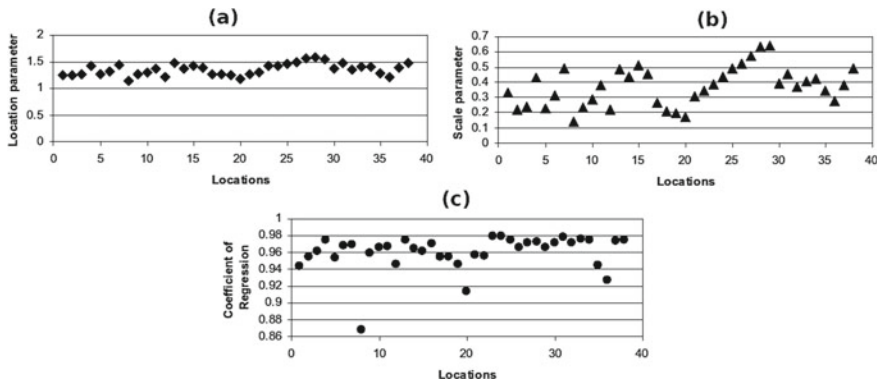 (a)
Location parameter
2
1.5
1
0.5
0
0 5 10 15 20 25 30 35 40
Locations
(b)
Scale parameter
0.7
0.6
0.5
0.4
0.3
0.2
0.1
0
0 5 10 15 20 25 30 35 40
Locations
(c)
Coefficient of
Regression
1
0.98
0.96
0.94
0.92
0.9
0.88
0.86
0 10 20 30 40
Locations